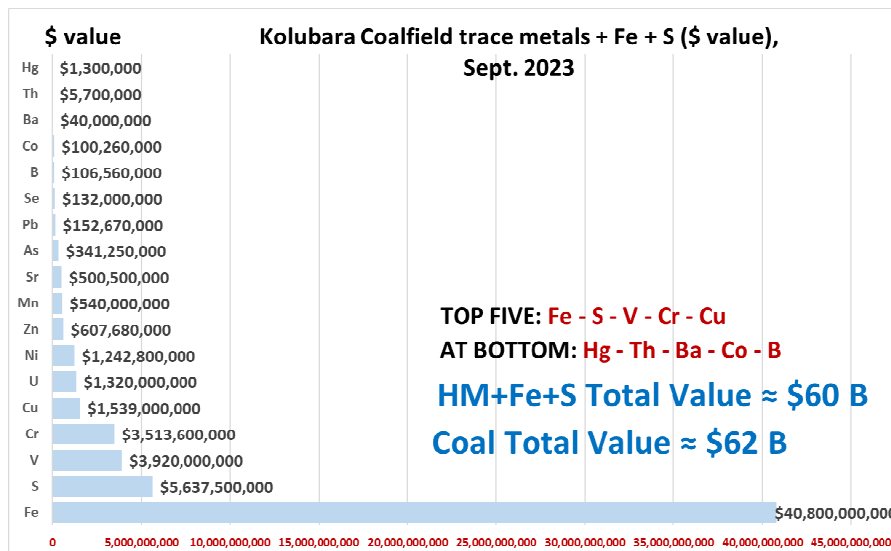 $ value
Kolubara Coalfield trace metals + Fe + S ($ value),
Sept. 2023
Hg $1,300,000
Th $5,700,000
Ba $40,000,000
Co $100,260,000
B $106,560,000
Se $132,000,000
Pb $152,670,000
As $341,250,000
Sr $500,500,000
Mn $540,000,000
Zn $607,680,000
Ni $1,242,800,000
U $1,320,000,000
Cu $1,539,000,000
Cr $3,513,600,000
V $3,920,000,000
S $5,637,500,000
Fe $40,800,000,000
TOP FIVE: Fe - S - V - Cr - Cu
AT BOTTOM: Hg - Th - Ba - Co - B
HM+Fe+S Total Value ≈ $60 B
Coal Total Value ≈ $62 B
0 5,000,000,000 10,000,000,000 15,000,000,000 20,000,000,000 25,000,000,000 30,000,000,000 35,000,000,000 40,000,000,000 45,000,000,000